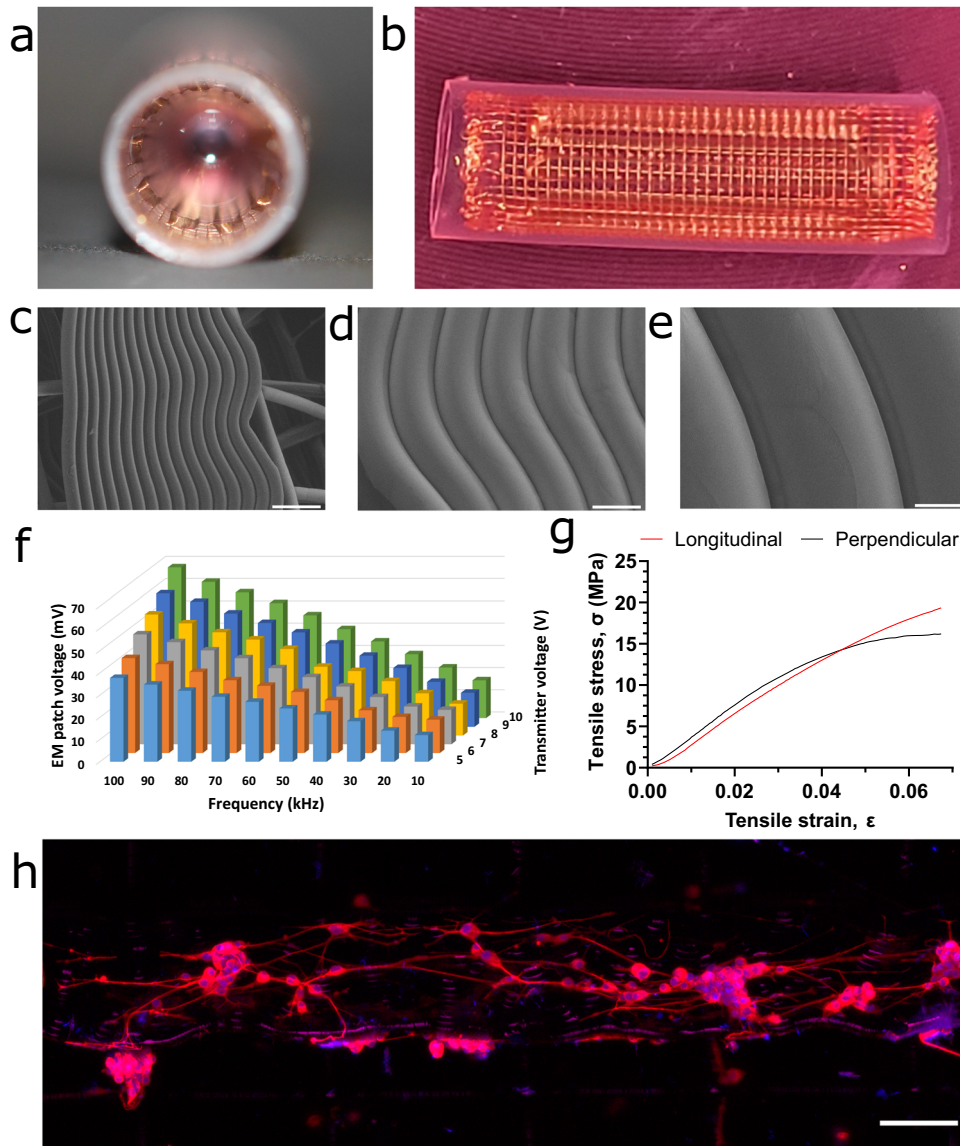 a
b
c
d
e
f
EM patch voltage (mV)
70
60
50
40
30
20
10
0
100 90 80 70 60 50 40 30 20 10
Frequency (kHz)
5 6 7 8 9 10
Transmitter voltage (V)
g
Longitudinal Perpendicular
Tensile stress, σ (MPa)
25
20
15
10
5
0
0.00 0.02 0.04 0.06
Tensile strain, ε
h